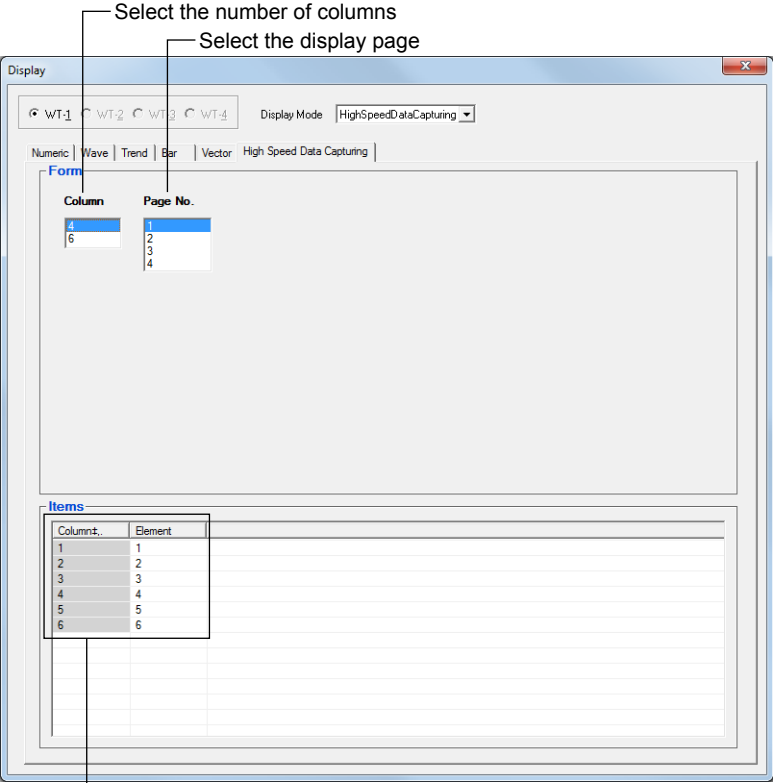 Select the number of columns
Select the display page
Display
WT-1 WT-2 WT-3 WT-4 Display Mode HighSpeedDataCapturing
Numeric Wave Trend Bar Vector High Speed Data Capturing
Form
Column Page No.
4 1
6 2
3
4
Items
Column‡,. Element
1 1
2 2
3 3
4 4
5 5
6 6